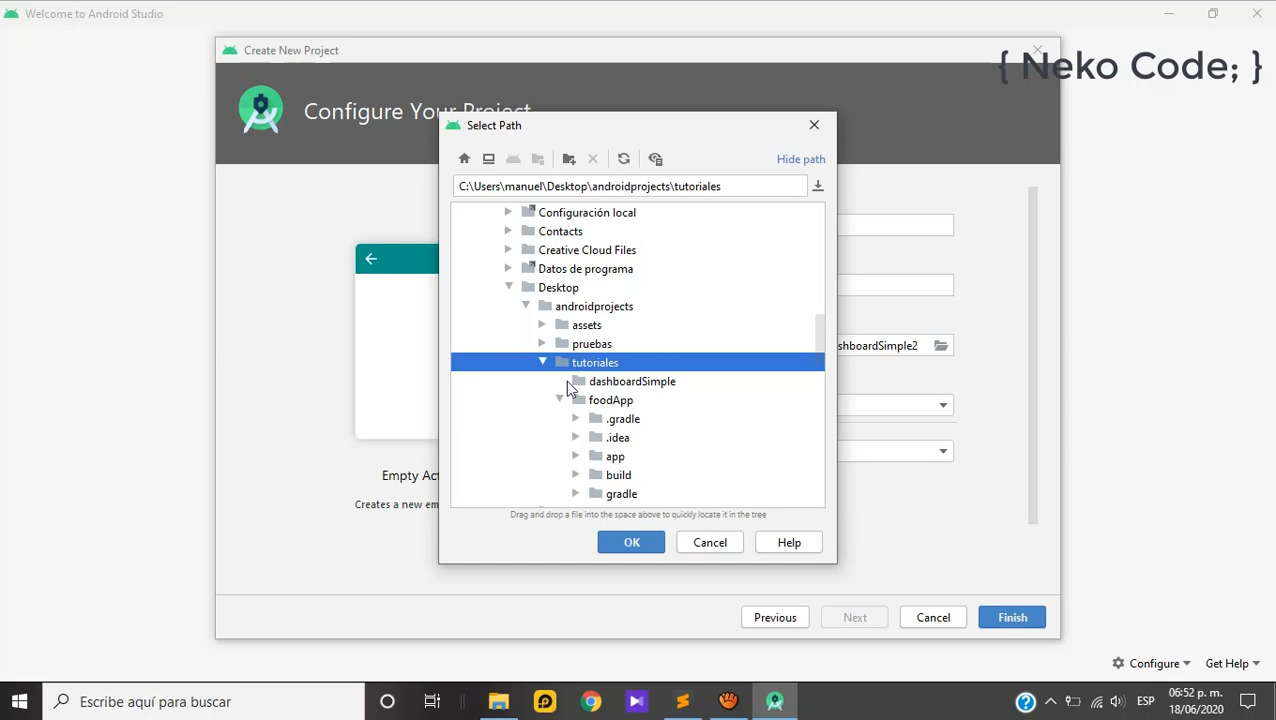 Welcome to Android Studio
Create New Project
{ Neko Code; }
Configure Your Project
Select Path
Hide path
C:\Users\manuel\Desktop\androidprojects\tutoriales
Configuración local
Contacts
Creative Cloud Files
Datos de programa
Desktop
androidprojects
assets
pruebas
tutoriales
shboardSimple2
dashboardSimple
foodApp
.gradle
.idea
app
build
gradle
Empty Act
Creates a new em
Drag and drop a file into the space above to quickly locate it in the tree
OK
Cancel
Help
Previous
Next
Cancel
Finish
Configure
Get Help
Escribe aquí para buscar
ESP
06:52 p. m.
18/06/2020